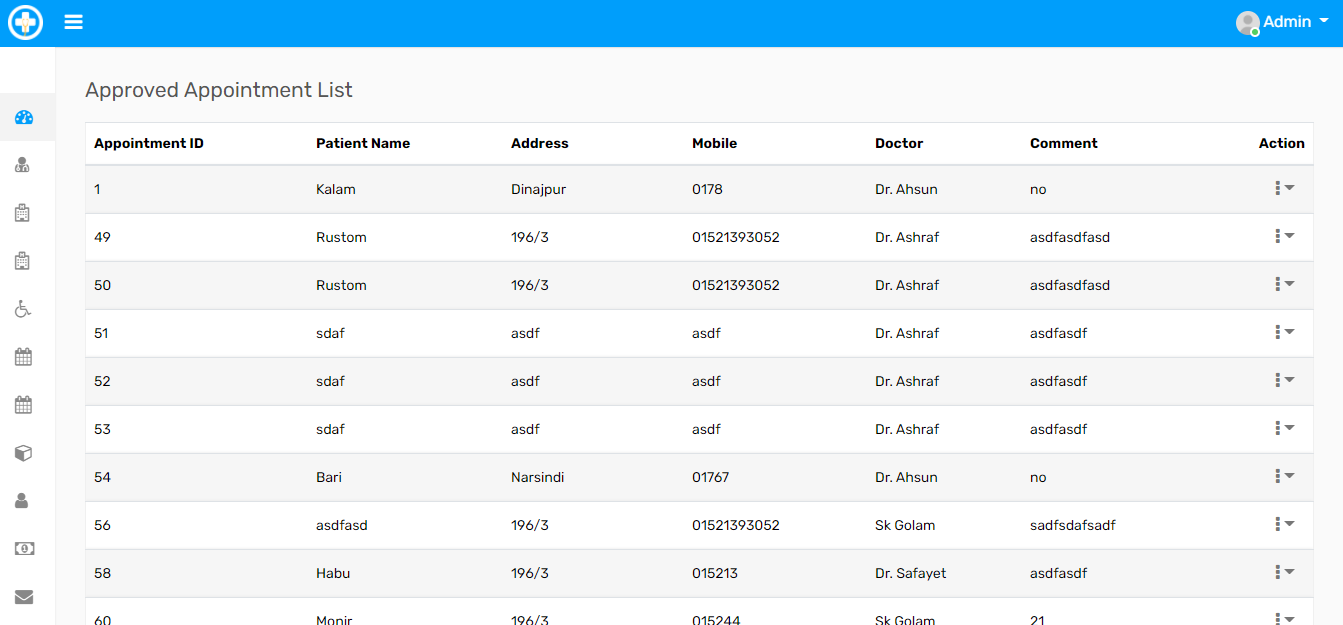 Admin
Approved Appointment List
Appointment ID Patient Name Address Mobile Doctor Comment Action
1 Kalam Dinajpur 0178 Dr. Ahsun no
49 Rustom 196/3 01521393052 Dr. Ashraf asdfasdfasd
50 Rustom 196/3 01521393052 Dr. Ashraf asdfasdfasd
51 sdaf asdf asdf Dr. Ashraf asdfasdf
52 sdaf asdf asdf Dr. Ashraf asdfasdf
53 sdaf asdf asdf Dr. Ashraf asdfasdf
54 Bari Narsindi 01767 Dr. Ahsun no
56 asdfasd 196/3 01521393052 Sk Golam sadfsdafsadf
58 Habu 196/3 015213 Dr. Safayet asdfasdf
60 Monir 196/3 015244 Sk Golam 21